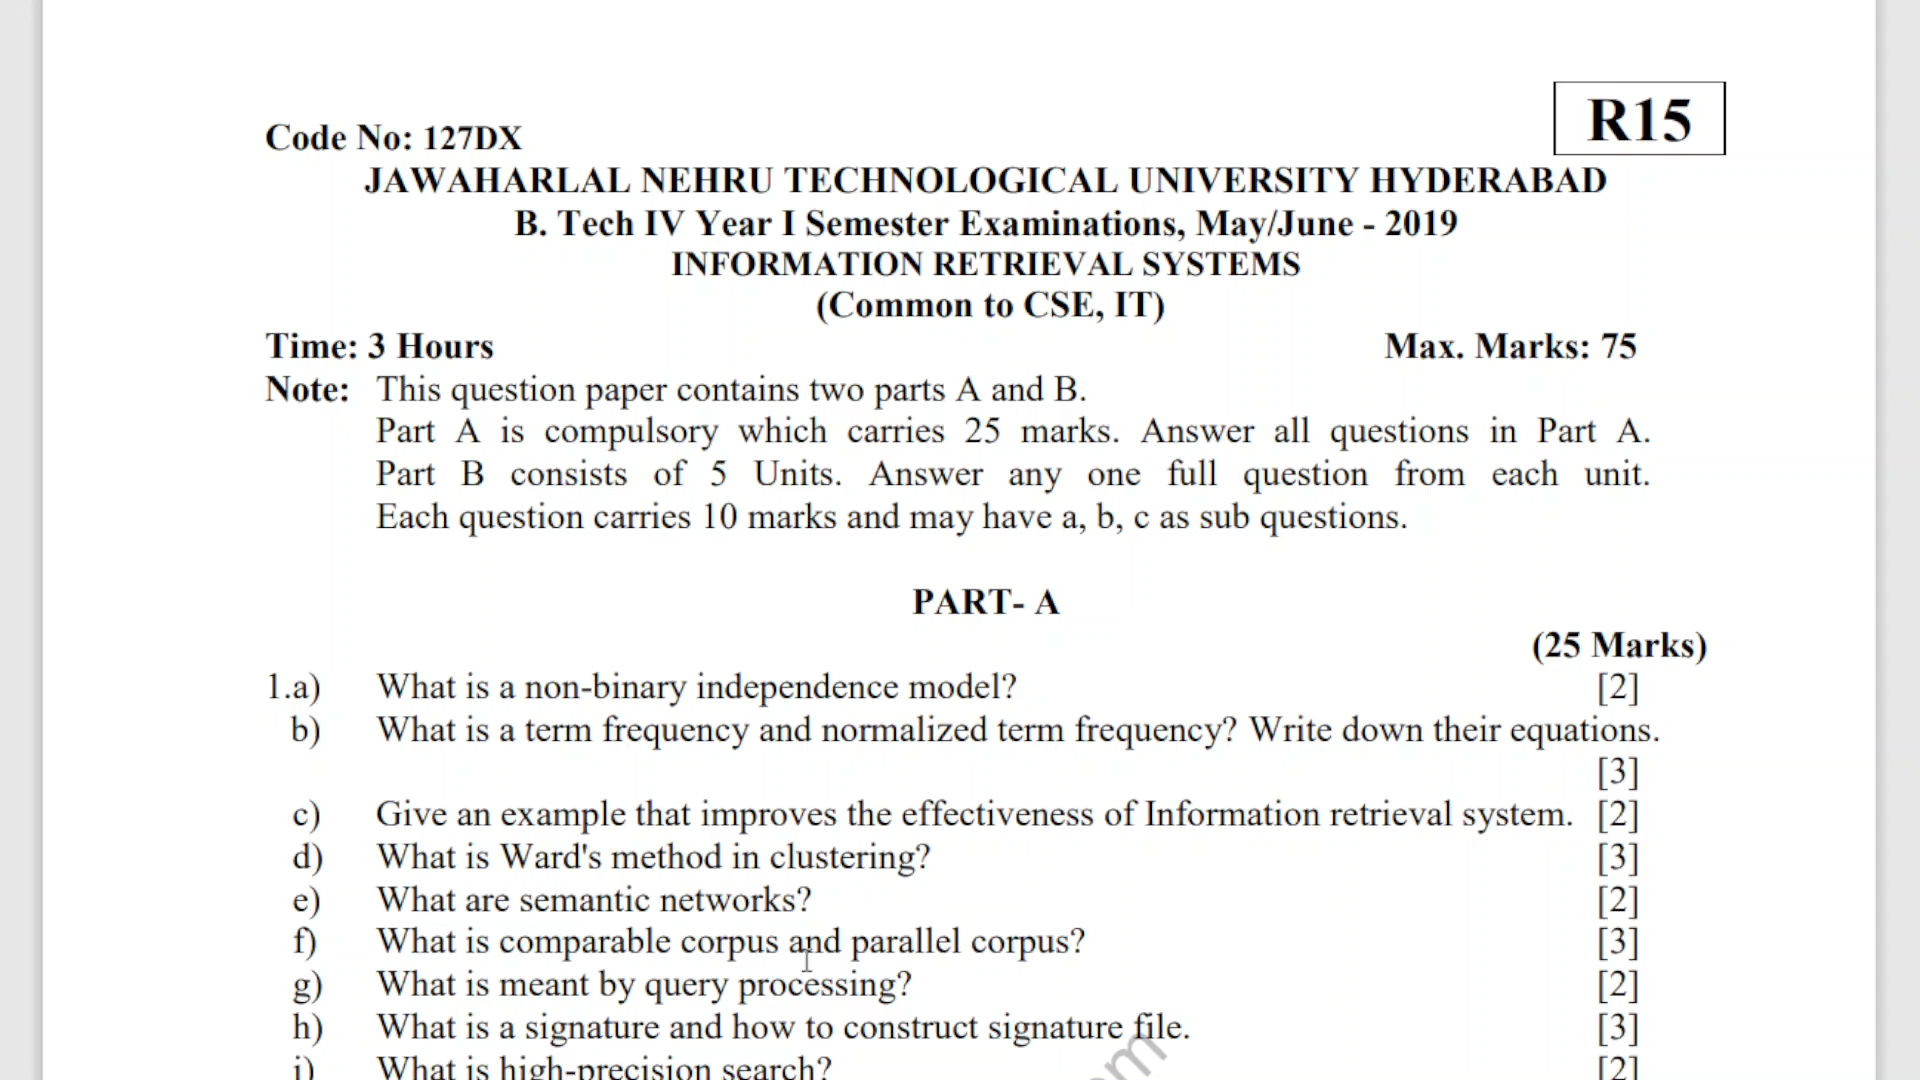 R15
Code No: 127DX
JAWAHARLAL NEHRU TECHNOLOGICAL UNIVERSITY HYDERABAD
B. Tech IV Year I Semester Examinations, May/June - 2019
INFORMATION RETRIEVAL SYSTEMS
(Common to CSE, IT)
Time: 3 Hours Max. Marks: 75
Note: This question paper contains two parts A and B.
Part A is compulsory which carries 25 marks. Answer all questions in Part A.
Part B consists of 5 Units. Answer any one full question from each unit.
Each question carries 10 marks and may have a, b, c as sub questions.
PART- A
(25 Marks)
1.a) What is a non-binary independence model? [2]
b) What is a term frequency and normalized term frequency? Write down their equations.
[3]
c) Give an example that improves the effectiveness of Information retrieval system. [2]
d) What is Ward's method in clustering? [3]
e) What are semantic networks? [2]
f) What is comparable corpus and parallel corpus? [3]
g) What is meant by query processing? [2]
h) What is a signature and how to construct signature file. [3]
i) What is high-precision search? [2]